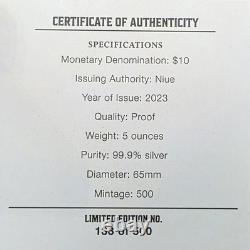 CERTIFICATE OF AUTHENTICITY
SPECIFICATIONS
Monetary Denomination: $10
Issuing Authority: Niue
Year of Issue: 2023
Quality: Proof
Weight: 5 ounces
Purity: 99.9% silver
Diameter: 65mm
Mintage: 500
LIMITED EDITION NO.
OF 500